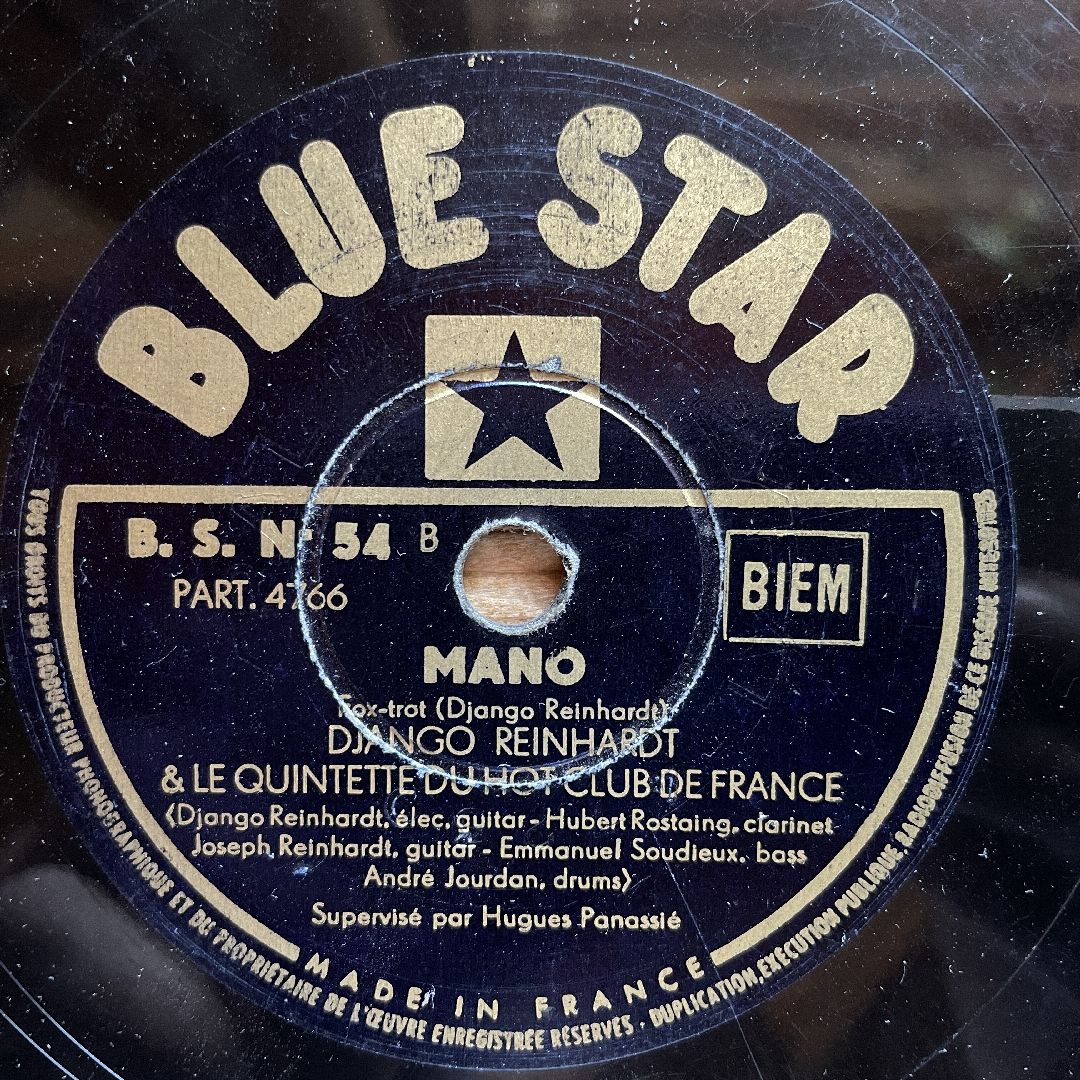 BLUE STAR
B. S. No 54 B
PART. 4766
BIEM
MANO
Fox-trot (Django Reinhardt)
DJANGO REINHARDT
& LE QUINTETTE DU HOT CLUB DE FRANCE
(Django Reinhardt, élec. guitar - Hubert Rostaing, clarinet
Joseph Reinhardt, guitar - Emmanuel Soudieux, bass
André Jourdan, drums)
Supervisé par Hugues Panassié
MADE IN FRANCE
TOUS DROITS DU PRODUCTEUR PHONOGRAPHIQUE ET DU PROPRIÉTAIRE DE L'ŒUVRE ENREGISTRÉE RÉSERVÉS - DUPLICATION, EXÉCUTION PUBLIQUE, RADIODIFFUSION DE CE DISQUE INTERDITES